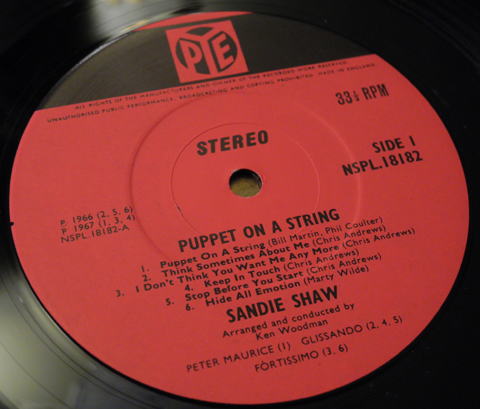 PYE
ALL RIGHTS OF THE MANUFACTURERS AND OWNER OF THE RECORDED WORK RESERVED
UNAUTHORISED PUBLIC PERFORMANCE, BROADCASTING AND COPYING PROHIBITED. MADE IN ENGLAND.
33⅓ RPM
STEREO
SIDE 1
NSPL.18182
P. 1966 (2, 5, 6)
P 1967 (1, 3, 4)
NSPL.18182-A
PUPPET ON A STRING
1. Puppet On A String (Bill Martin, Phil Coulter)
2. Think Sometimes About Me (Chris Andrews)
3. I Don't Think You Want Me Any More (Chris Andrews)
4. Keep In Touch (Chris Andrews)
5. Stop Before You Start (Chris Andrews)
6. Hide All Emotion (Marty Wilde)
SANDIE SHAW
Arranged and conducted by
Ken Woodman
PETER MAURICE (1) GLISSANDO (2, 4, 5)
FORTISSIMO (3, 6)